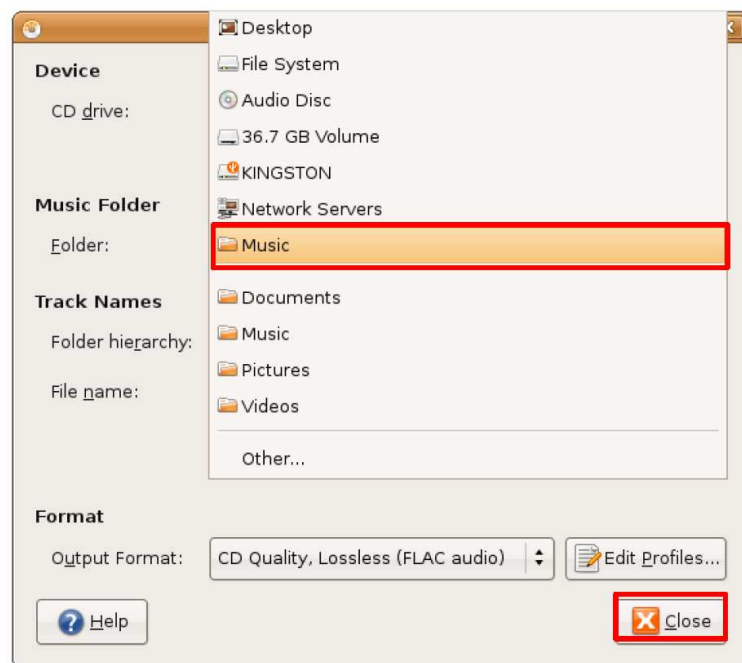 Device
CD drive:
Music Folder
Folder:
Track Names
Folder hierarchy:
File name:
Desktop
File System
Audio Disc
36.7 GB Volume
KINGSTON
Network Servers
Music
Documents
Music
Pictures
Videos
Other...
Format
Output Format: CD Quality, Lossless (FLAC audio) Edit Profiles...
Help Close